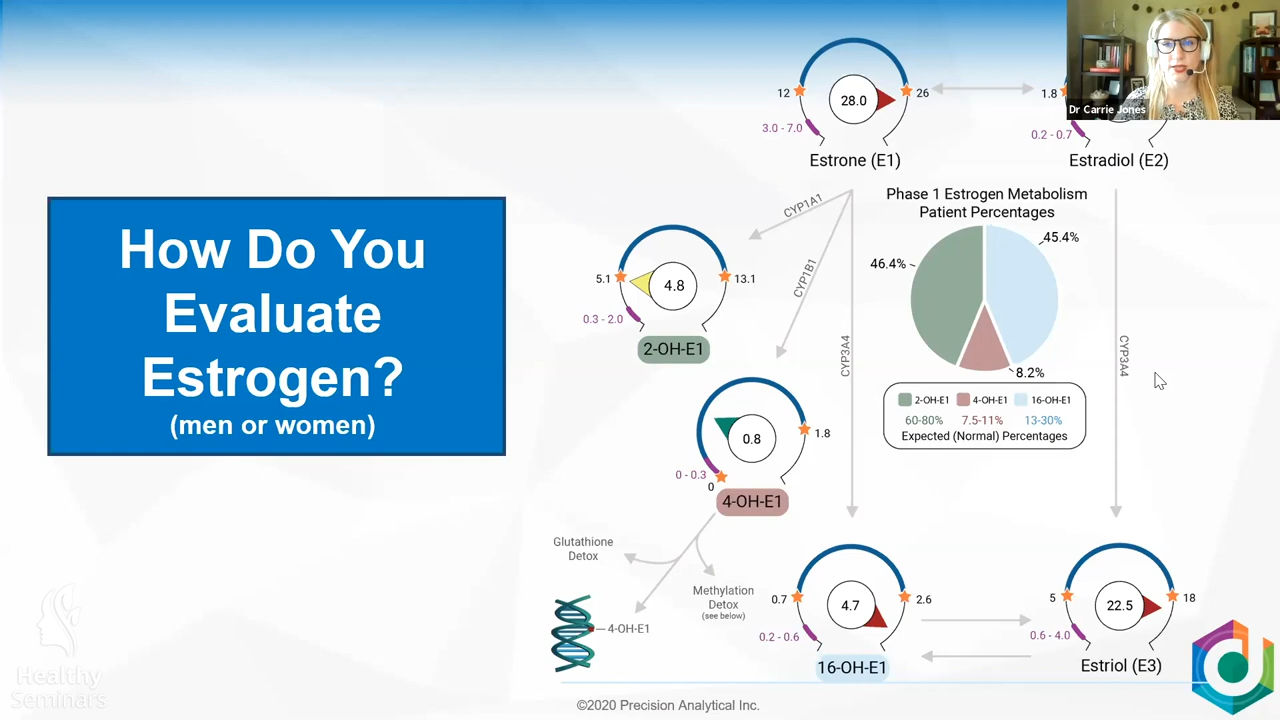 How Do You
Evaluate
Estrogen?
(men or women)
12
28.0
26
3.0 - 7.0
Estrone (E1)
1.8
0.2 - 0.7
Estradiol (E2)
Dr Carrie Jones
CYP1A1
CYP1B1
CYP3A4
CYP3A4
Phase 1 Estrogen Metabolism
Patient Percentages
46.4%
45.4%
8.2%
2-OH-E1
4-OH-E1
16-OH-E1
60-80%
7.5-11%
13-30%
Expected (Normal) Percentages
5.1
4.8
13.1
0.3 - 2.0
2-OH-E1
0.8
1.8
0 - 0.3
0
4-OH-E1
Glutathione
Detox
Methylation
Detox
(see below)
4-OH-E1
0.7
4.7
2.6
0.2 - 0.6
16-OH-E1
5
22.5
18
0.6 - 4.0
Estriol (E3)
Healthy
Seminars
©2020 Precision Analytical Inc.